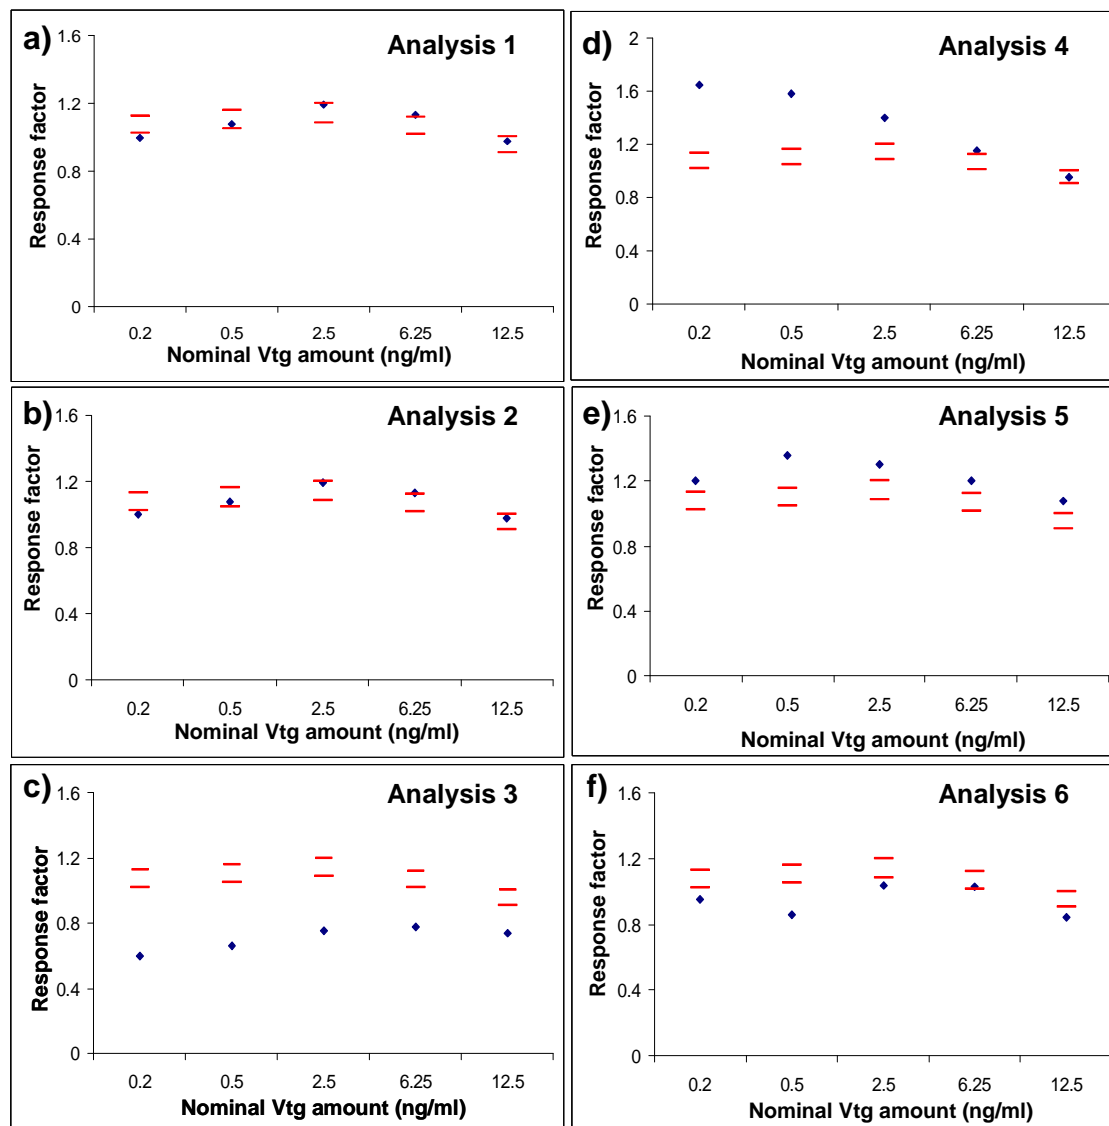 a)
Analysis 1
Response factor
1.6
1.2
0.8
0.4
0
0.2 0.5 2.5 6.25 12.5
Nominal Vtg amount (ng/ml)
d)
Analysis 4
Response factor
2
1.6
1.2
0.8
0.4
0
0.2 0.5 2.5 6.25 12.5
Nominal Vtg amount (ng/ml)
b)
Analysis 2
Response factor
1.6
1.2
0.8
0.4
0
0.2 0.5 2.5 6.25 12.5
Nominal Vtg amount (ng/ml)
e)
Analysis 5
Response factor
1.6
1.2
0.8
0.4
0
0.2 0.5 2.5 6.25 12.5
Nominal Vtg amount (ng/ml)
c)
Analysis 3
Response factor
1.6
1.2
0.8
0.4
0
0.2 0.5 2.5 6.25 12.5
Nominal Vtg amount (ng/ml)
f)
Analysis 6
Response factor
1.6
1.2
0.8
0.4
0
0.2 0.5 2.5 6.25 12.5
Nominal Vtg amount (ng/ml)